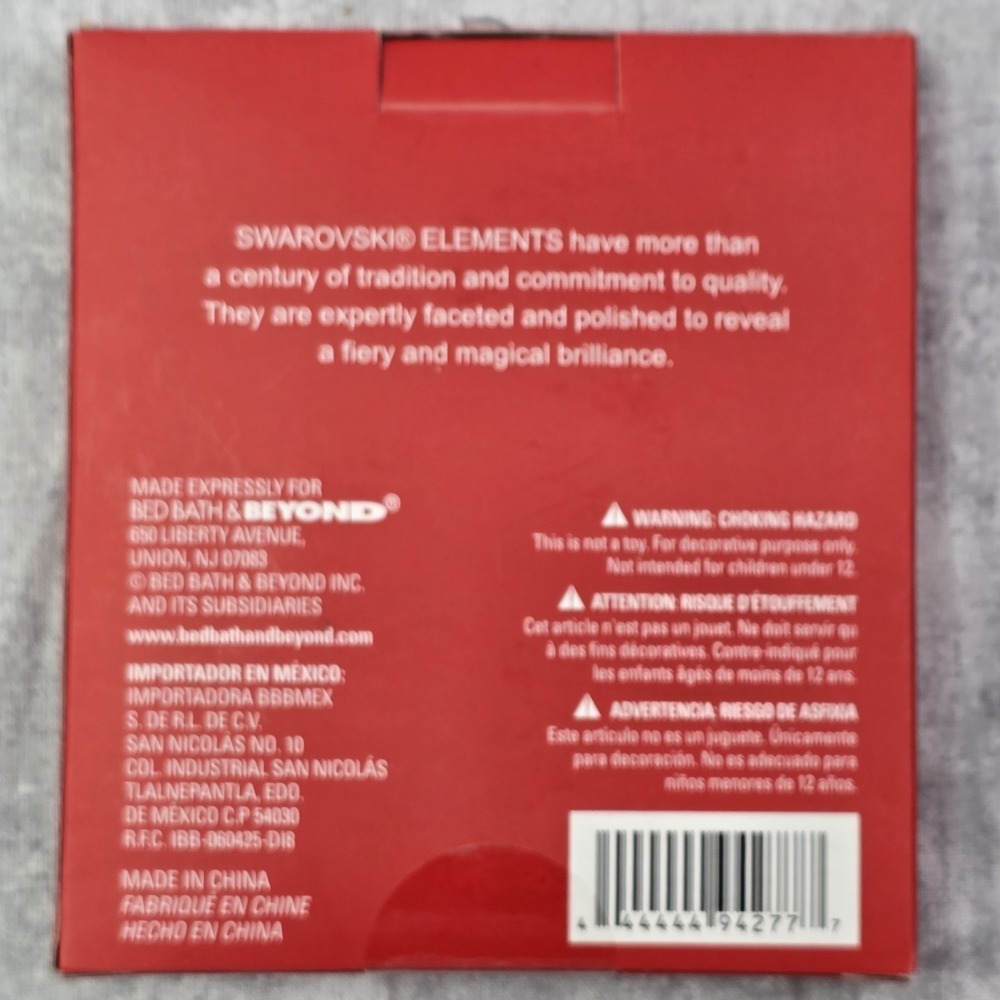 SWAROVSKI® ELEMENTS have more than
a century of tradition and commitment to quality.
They are expertly faceted and polished to reveal
a fiery and magical brilliance.
MADE EXPRESSLY FOR
BED BATH & BEYOND®
650 LIBERTY AVENUE,
UNION, NJ 07083
© BED BATH & BEYOND INC.
AND ITS SUBSIDIARIES
www.bedbathandbeyond.com
IMPORTADOR EN MÉXICO:
IMPORTADORA BBBMEX
S. DE R.L. DE C.V.
SAN NICOLÁS NO. 10
COL. INDUSTRIAL SAN NICOLÁS
TLALNEPANTLA, EDO.
DE MÉXICO C.P 54030
R.F.C. IBB-060425-DI8
MADE IN CHINA
FABRIQUÉ EN CHINE
HECHO EN CHINA
WARNING: CHOKING HAZARD
This is not a toy. For decorative purpose only.
Not intended for children under 12.
ATTENTION: RISQUE D'ÉTOUFFEMENT
Cet article n'est pas un jouet. Ne doit servir qu
à des fins décoratives. Contre-indiqué pour
les enfants âgés de moins de 12 ans.
ADVERTENCIA: RIESGO DE ASFIXIA
Este artículo no es un juguete. Únicamente
para decoración. No es adecuado para
niños menores de 12 años.
4 44444 94277 7